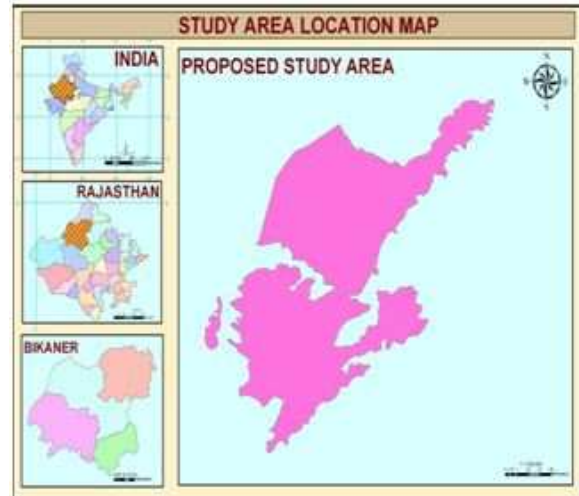 STUDY AREA LOCATION MAP
INDIA
PROPOSED STUDY AREA
N
S
RAJASTHAN
BIKANER